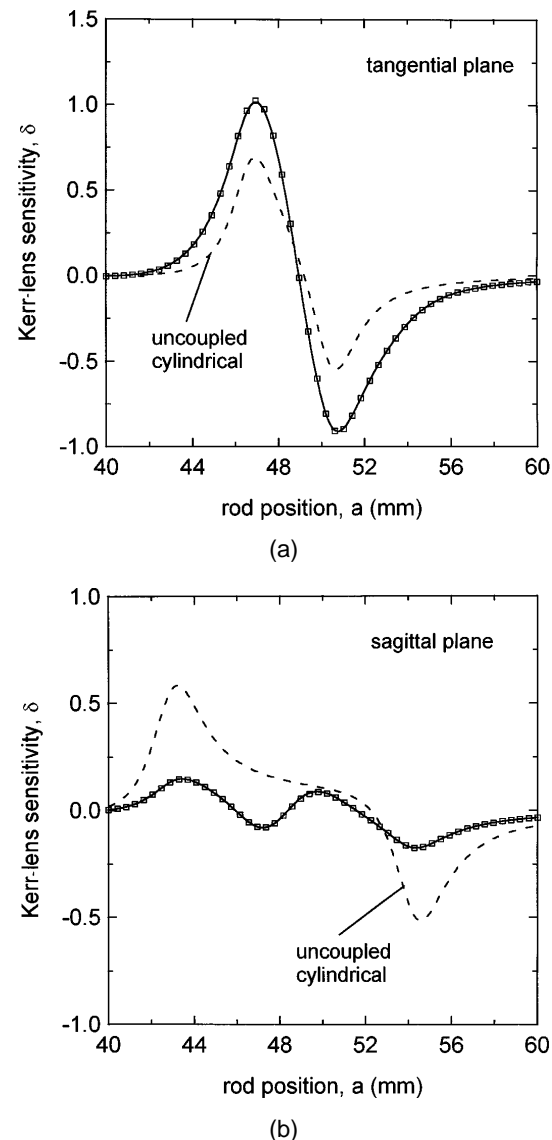 1.5
1.0
0.5
0.0
-0.5
-1.0
Kerr-lens sensitivity, δ
tangential plane
uncoupled
cylindrical
40 44 48 52 56 60
rod position, a (mm)
(a)
1.0
0.5
0.0
-0.5
-1.0
Kerr-lens sensitivity, δ
sagittal plane
uncoupled
cylindrical
40 44 48 52 56 60
rod position, a (mm)
(b)